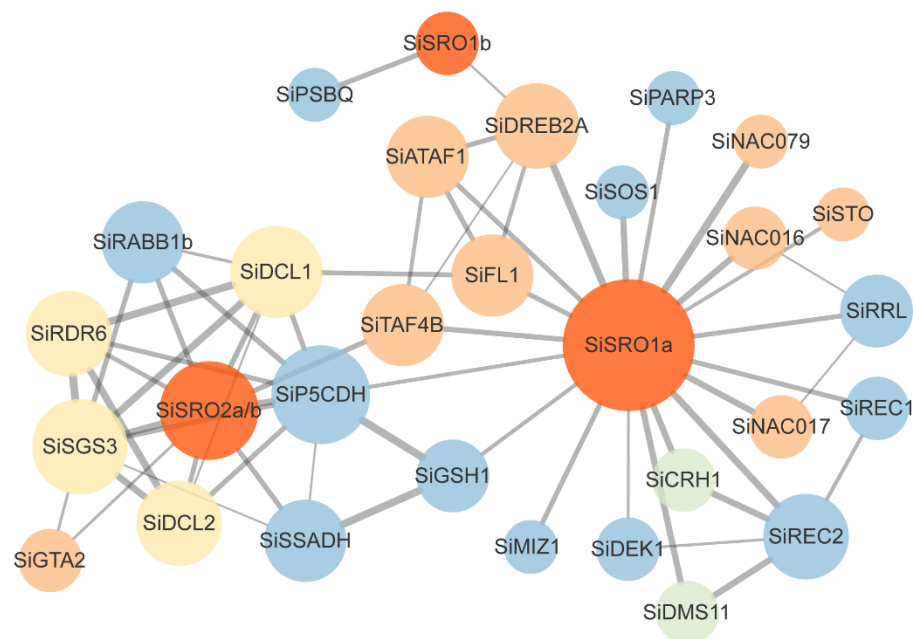 SiSRO1b
SiPSBQ
SiPARP3
SiDREB2A
SiNAC079
SiATAF1
SiSOS1
SiSTO
SiNAC016
SiRABB1b
SiDCL1
SiFL1
SiRRL
SiTAF4B
SiRDR6
SiSRO1a
SiP5CDH
SiSRO2a/b
SiREC1
SiNAC017
SiSGS3
SiGSH1
SiCRH1
SiDCL2
SiSSADH
SiMIZ1
SiDEK1
SiREC2
SiGTA2
SiDMS11